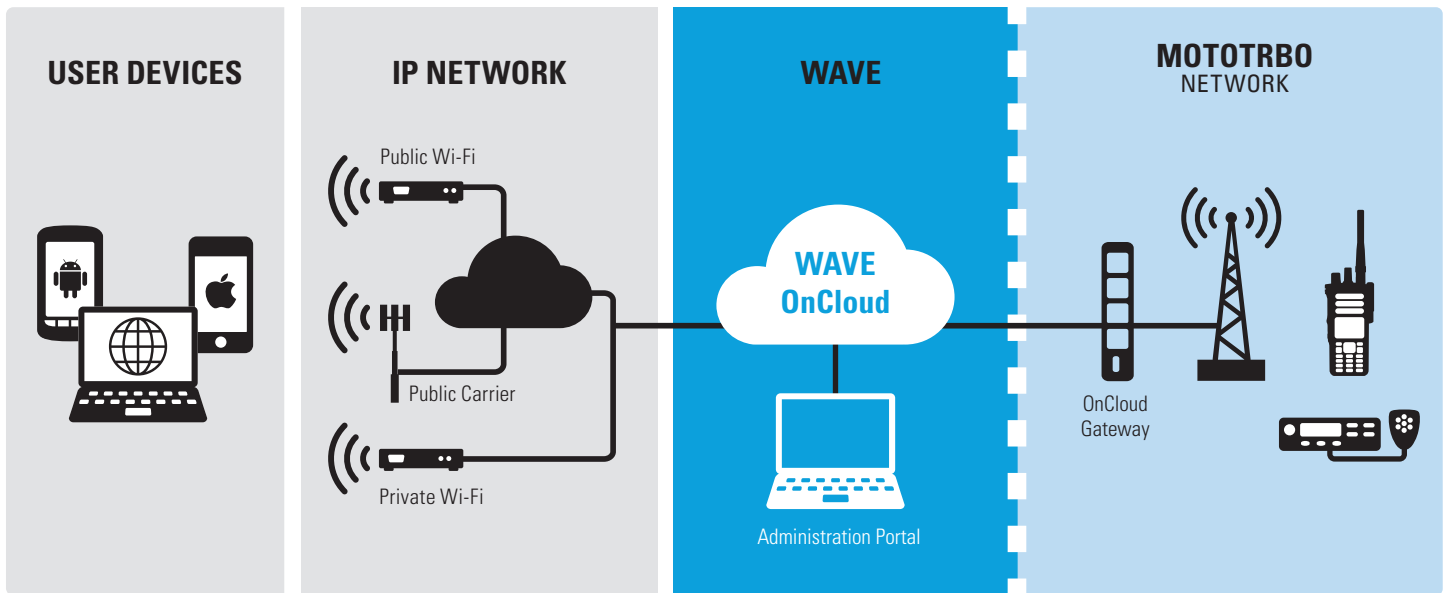 USER DEVICES
IP NETWORK
Public Wi-Fi
Public Carrier
Private Wi-Fi
WAVE
WAVE
OnCloud
Administration Portal
MOTOTRBO
NETWORK
OnCloud
Gateway